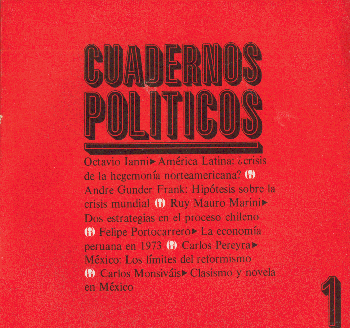 CUADERNOS
POLITICOS
Octavio Ianni▸ América Latina: ¿crisis
de la hegemonía norteamericana?
Andre Gunder Frank: Hipótesis sobre la
crisis mundial Ruy Mauro Marini▸
Dos estrategias en el proceso chileno
Felipe Portocarrero▸ La economía
peruana en 1973 Carlos Pereyra▸
México: Los límites del reformismo
Carlos Monsiváis▸ Clasismo y novela
en México
1